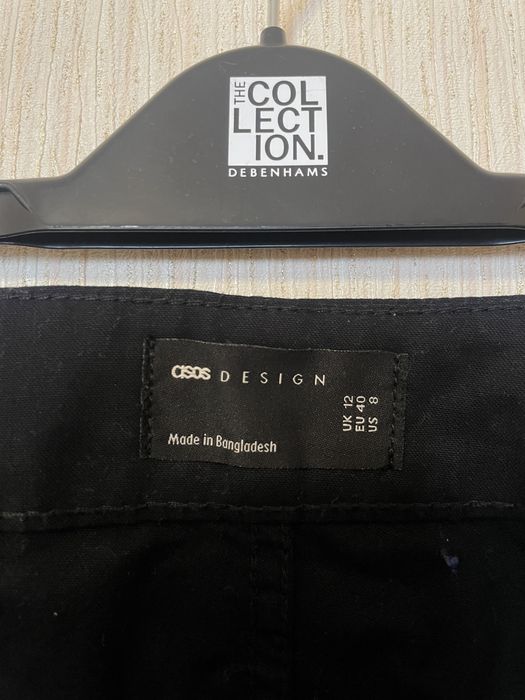 THE
COL
LECT
ION.
DEBENHAMS
asos DESIGN
UK 12
EU 40
US 8
Made in Bangladesh